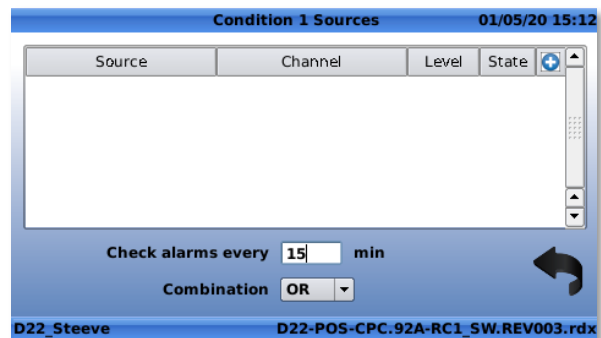 Condition 1 Sources 01/05/20 15:12
Source Channel Level State
Check alarms every 15 min
Combination OR
D22_Steeve D22-POS-CPC.92A-RC1_SW.REV003.rdx